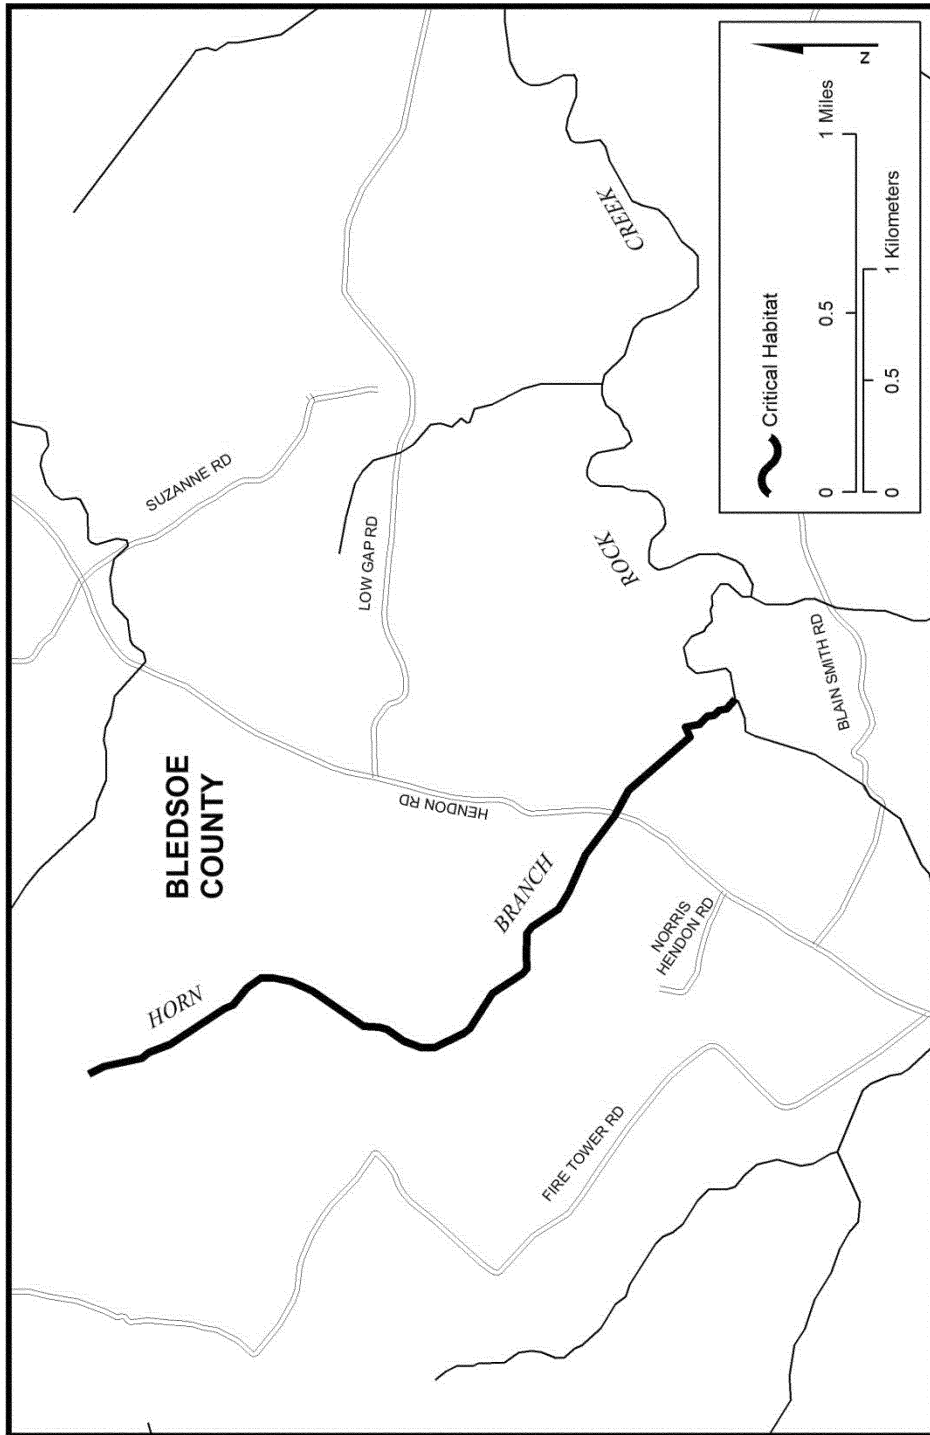 BLEDSOE
COUNTY
HORN
BRANCH
ROCK
CREEK
SUZANNE RD
LOW GAP RD
HENDON RD
NORRIS
HENDON RD
FIRE TOWER RD
BLAIN SMITH RD
Critical Habitat
0 0.5 1 Miles
0 0.5 1 Kilometers
N